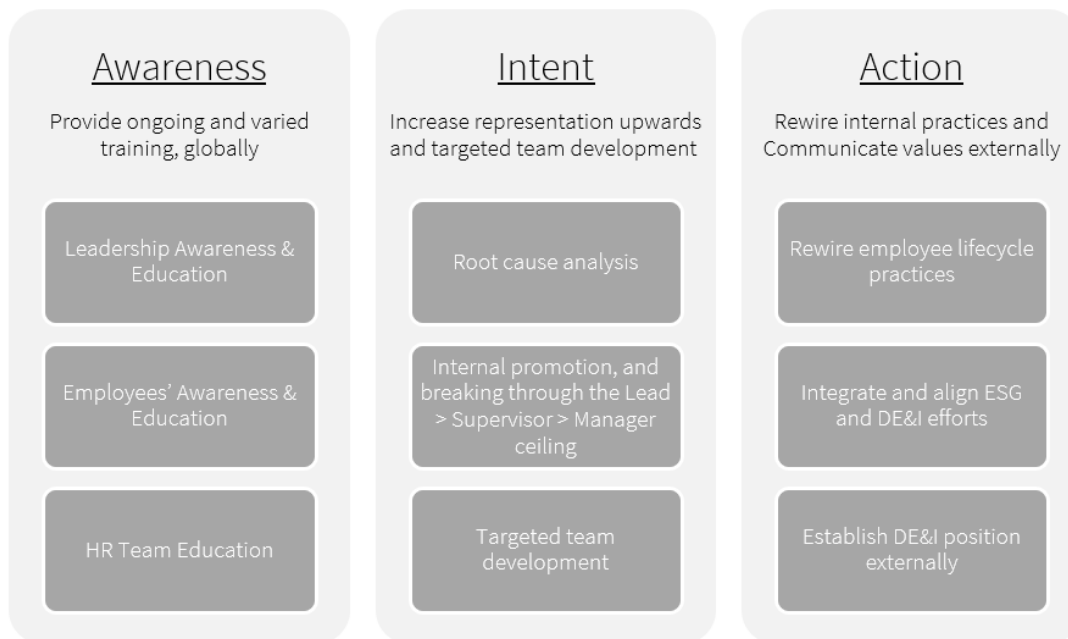 Awareness
Provide ongoing and varied
training, globally
Leadership Awareness &
Education
Employees’ Awareness &
Education
HR Team Education
Intent
Increase representation upwards
and targeted team development
Root cause analysis
Internal promotion, and
breaking through the Lead
> Supervisor > Manager
ceiling
Targeted team
development
Action
Rewire internal practices and
Communicate values externally
Rewire employee lifecycle
practices
Integrate and align ESG
and DE&I efforts
Establish DE&I position
externally